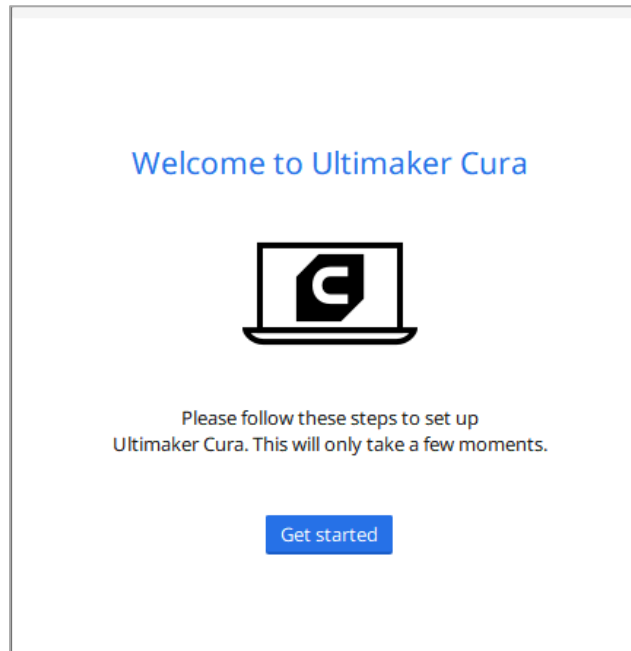 Welcome to Ultimaker Cura
Please follow these steps to set up
Ultimaker Cura. This will only take a few moments.
Get started